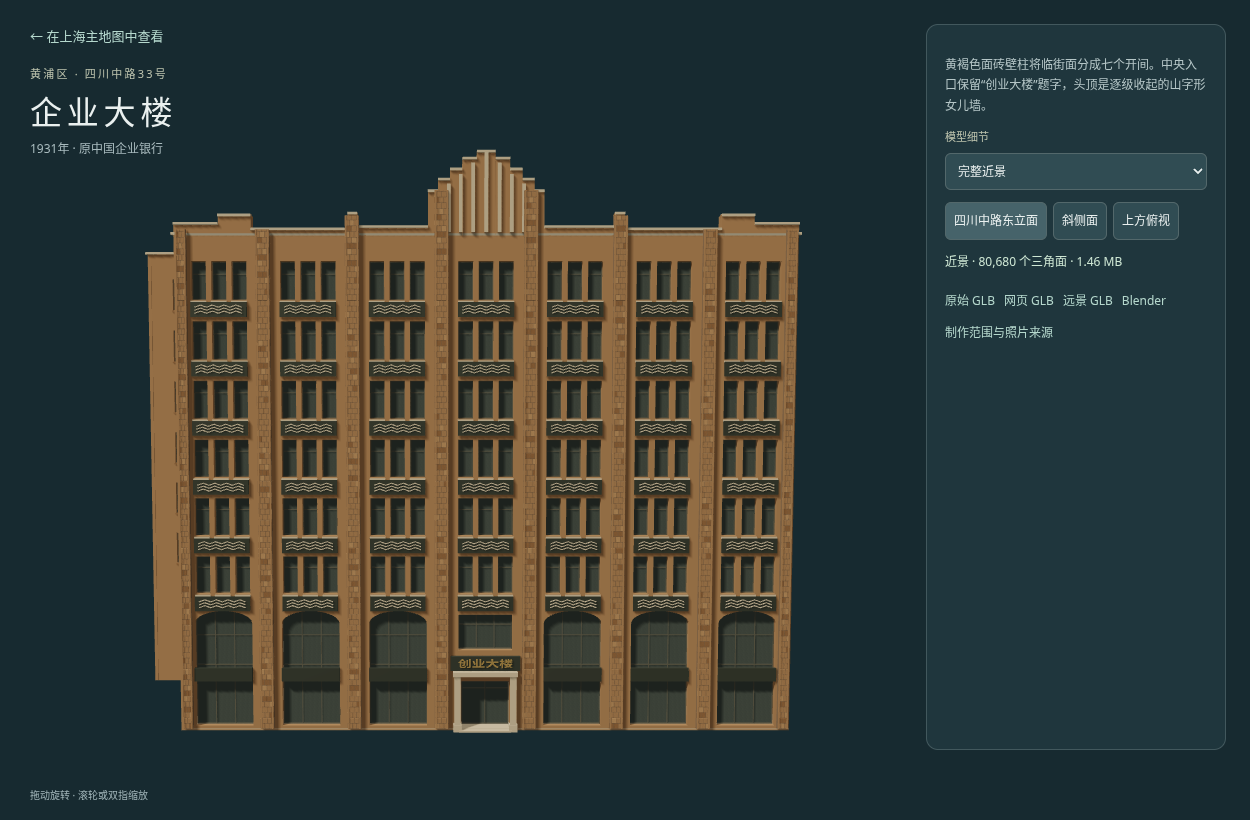 ← 在上海主地图中查看
黄浦区 · 四川中路33号
企业大楼
1931年 · 原中国企业银行
创业大楼
拖动旋转 · 滚轮或双指缩放
黄褐色面砖壁柱将临街面分成七个开间。中央入
口保留“创业大楼”题字，头顶是逐级收起的山字形
女儿墙。
模型细节
完整近景
四川中路东立面 斜侧面 上方俯视
近景 · 80,680 个三角面 · 1.46 MB
原始 GLB 网页 GLB 远景 GLB Blender
制作范围与照片来源